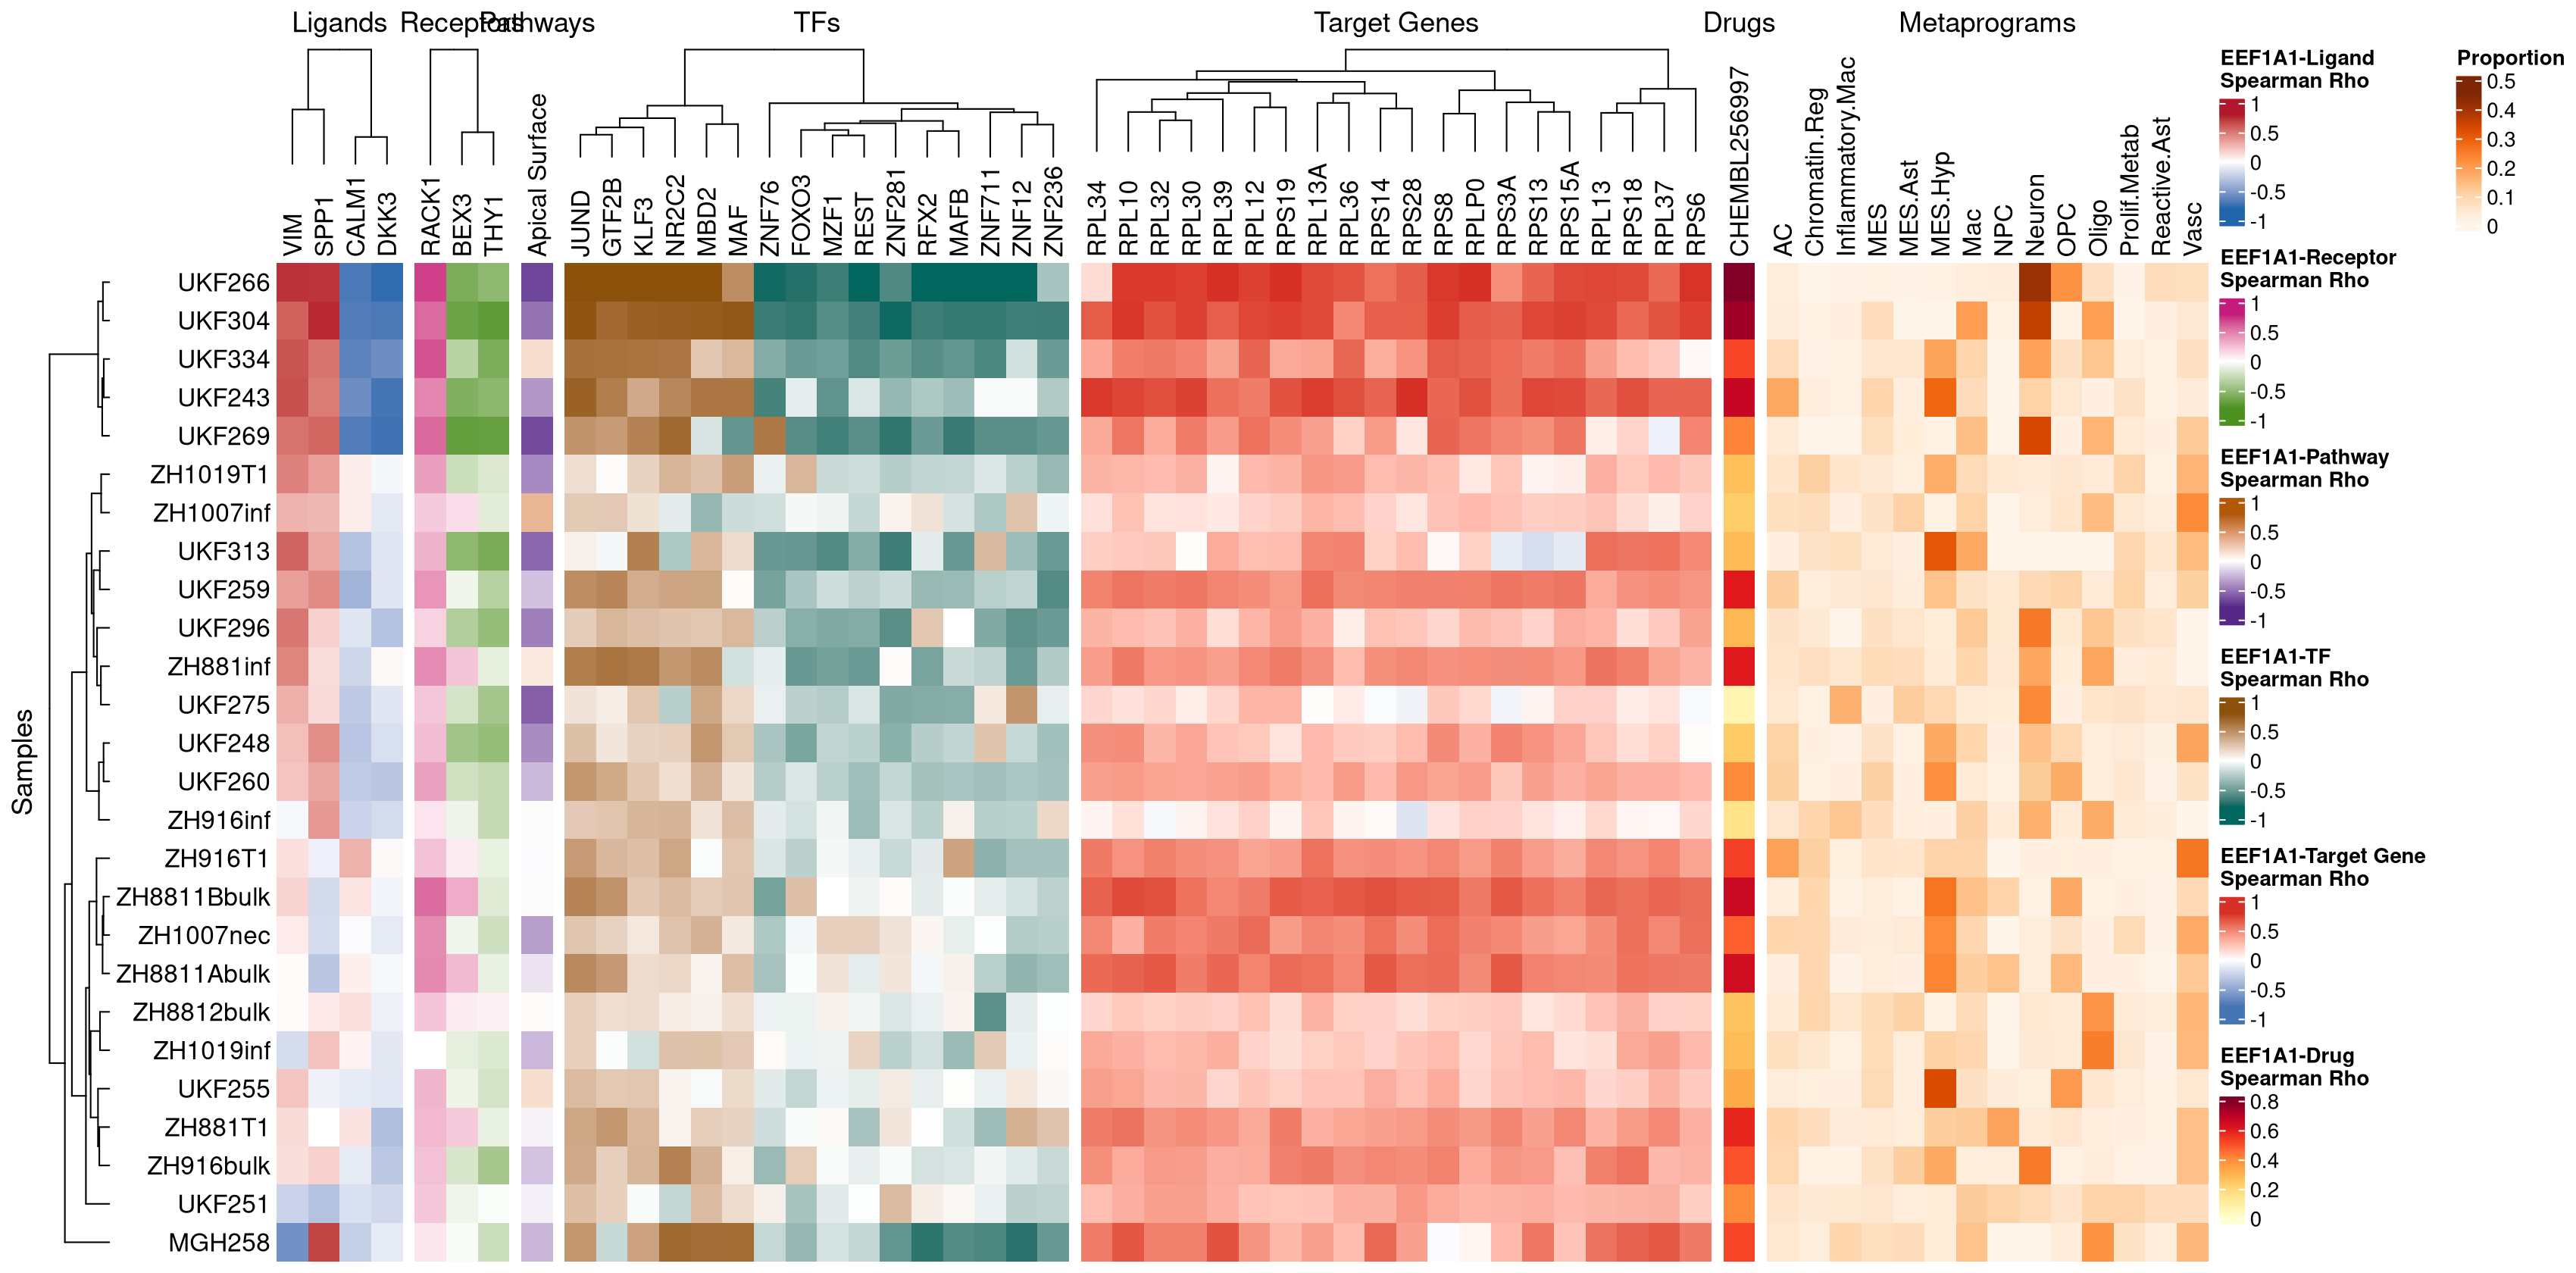 Ligands Receptors Pathways TFs Target Genes Drugs Metaprograms
VIM
SPP1
CALM1
DKK3
RACK1
BEX3
THY1
Apical Surface
JUND
GTF2B
KLF3
NR2C2
MBD2
MAF
ZNF76
FOXO3
MZF1
REST
ZNF281
RFX2
MAFB
ZNF711
ZNF12
ZNF236
RPL34
RPL10
RPL32
RPL30
RPL39
RPL12
RPS19
RPL13A
RPL36
RPS14
RPS28
RPS8
RPLP0
RPS3A
RPS13
RPS15A
RPL13
RPS18
RPL37
RPS6
CHEMBL256997
AC
Chromatin.Reg
Inflammatory.Mac
MES
MES.Ast
MES.Hyp
Mac
NPC
Neuron
OPC
Oligo
Prolif.Metab
Reactive.Ast
Vasc
Samples
UKF266
UKF304
UKF334
UKF243
UKF269
ZH1019T1
ZH1007inf
UKF313
UKF259
UKF296
ZH881inf
UKF275
UKF248
UKF260
ZH916inf
ZH916T1
ZH8811Bbulk
ZH1007nec
ZH8811Abulk
ZH8812bulk
ZH1019inf
UKF255
ZH881T1
ZH916bulk
UKF251
MGH258
EEF1A1-Ligand
Spearman Rho
1
0.5
0
-0.5
-1
EEF1A1-Receptor
Spearman Rho
1
0.5
0
-0.5
-1
EEF1A1-Pathway
Spearman Rho
1
0.5
0
-0.5
-1
EEF1A1-TF
Spearman Rho
1
0.5
0
-0.5
-1
EEF1A1-Target Gene
Spearman Rho
1
0.5
0
-0.5
-1
EEF1A1-Drug
Spearman Rho
0.8
0.6
0.4
0.2
0
Proportion
0.5
0.4
0.3
0.2
0.1
0